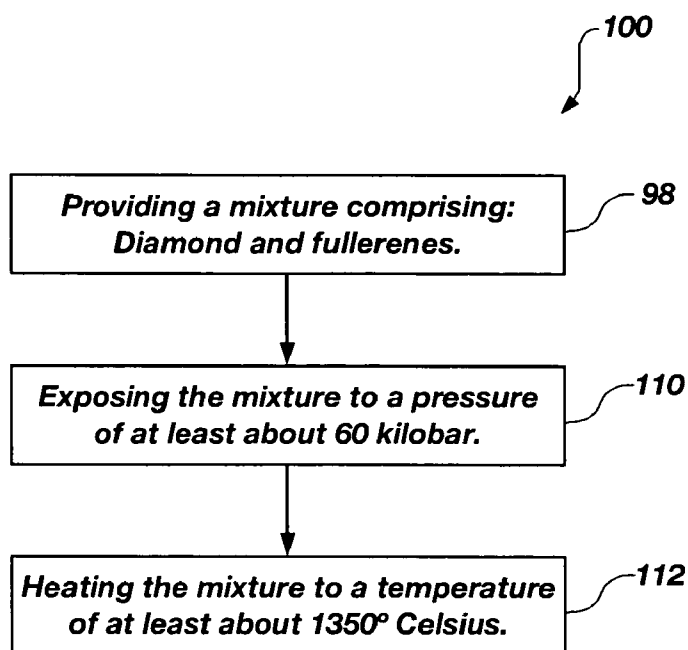 100
Providing a mixture comprising:
Diamond and fullerenes.
98
Exposing the mixture to a pressure
of at least about 60 kilobar.
110
Heating the mixture to a temperature
of at least about 1350º Celsius.
112